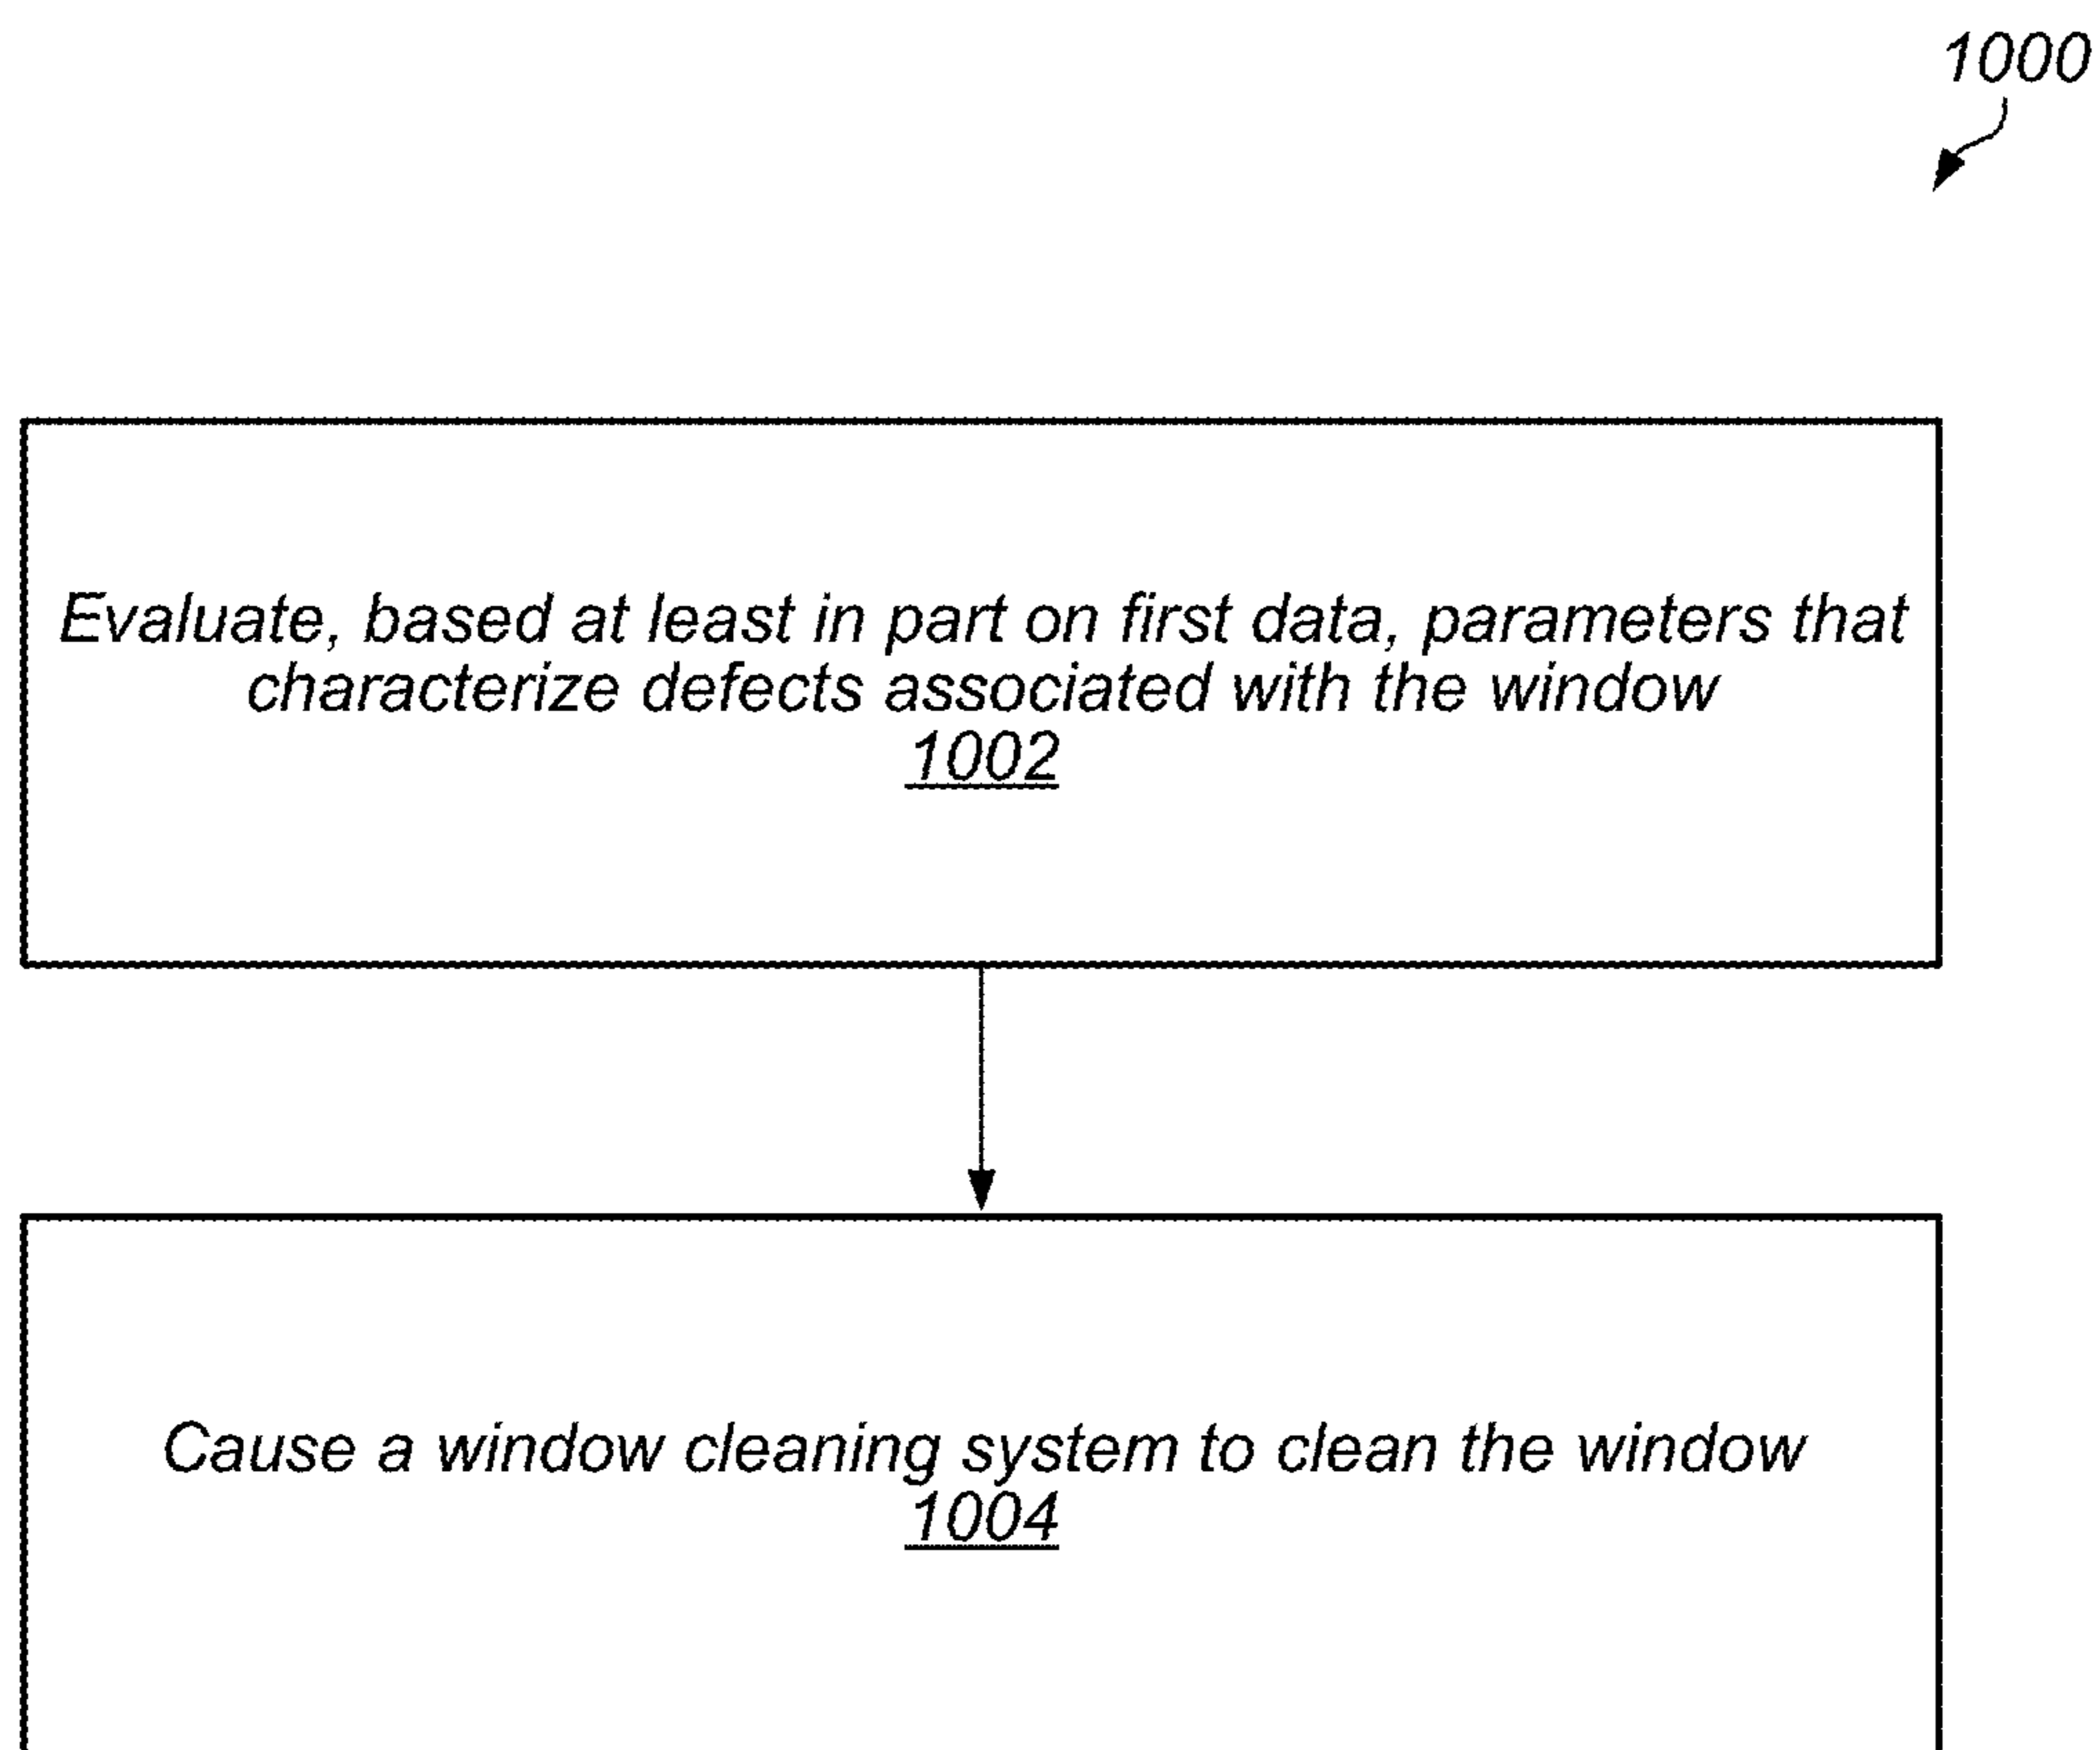 1000
Evaluate, based at least in part on first data, parameters that
characterize defects associated with the window
1002
Cause a window cleaning system to clean the window
1004